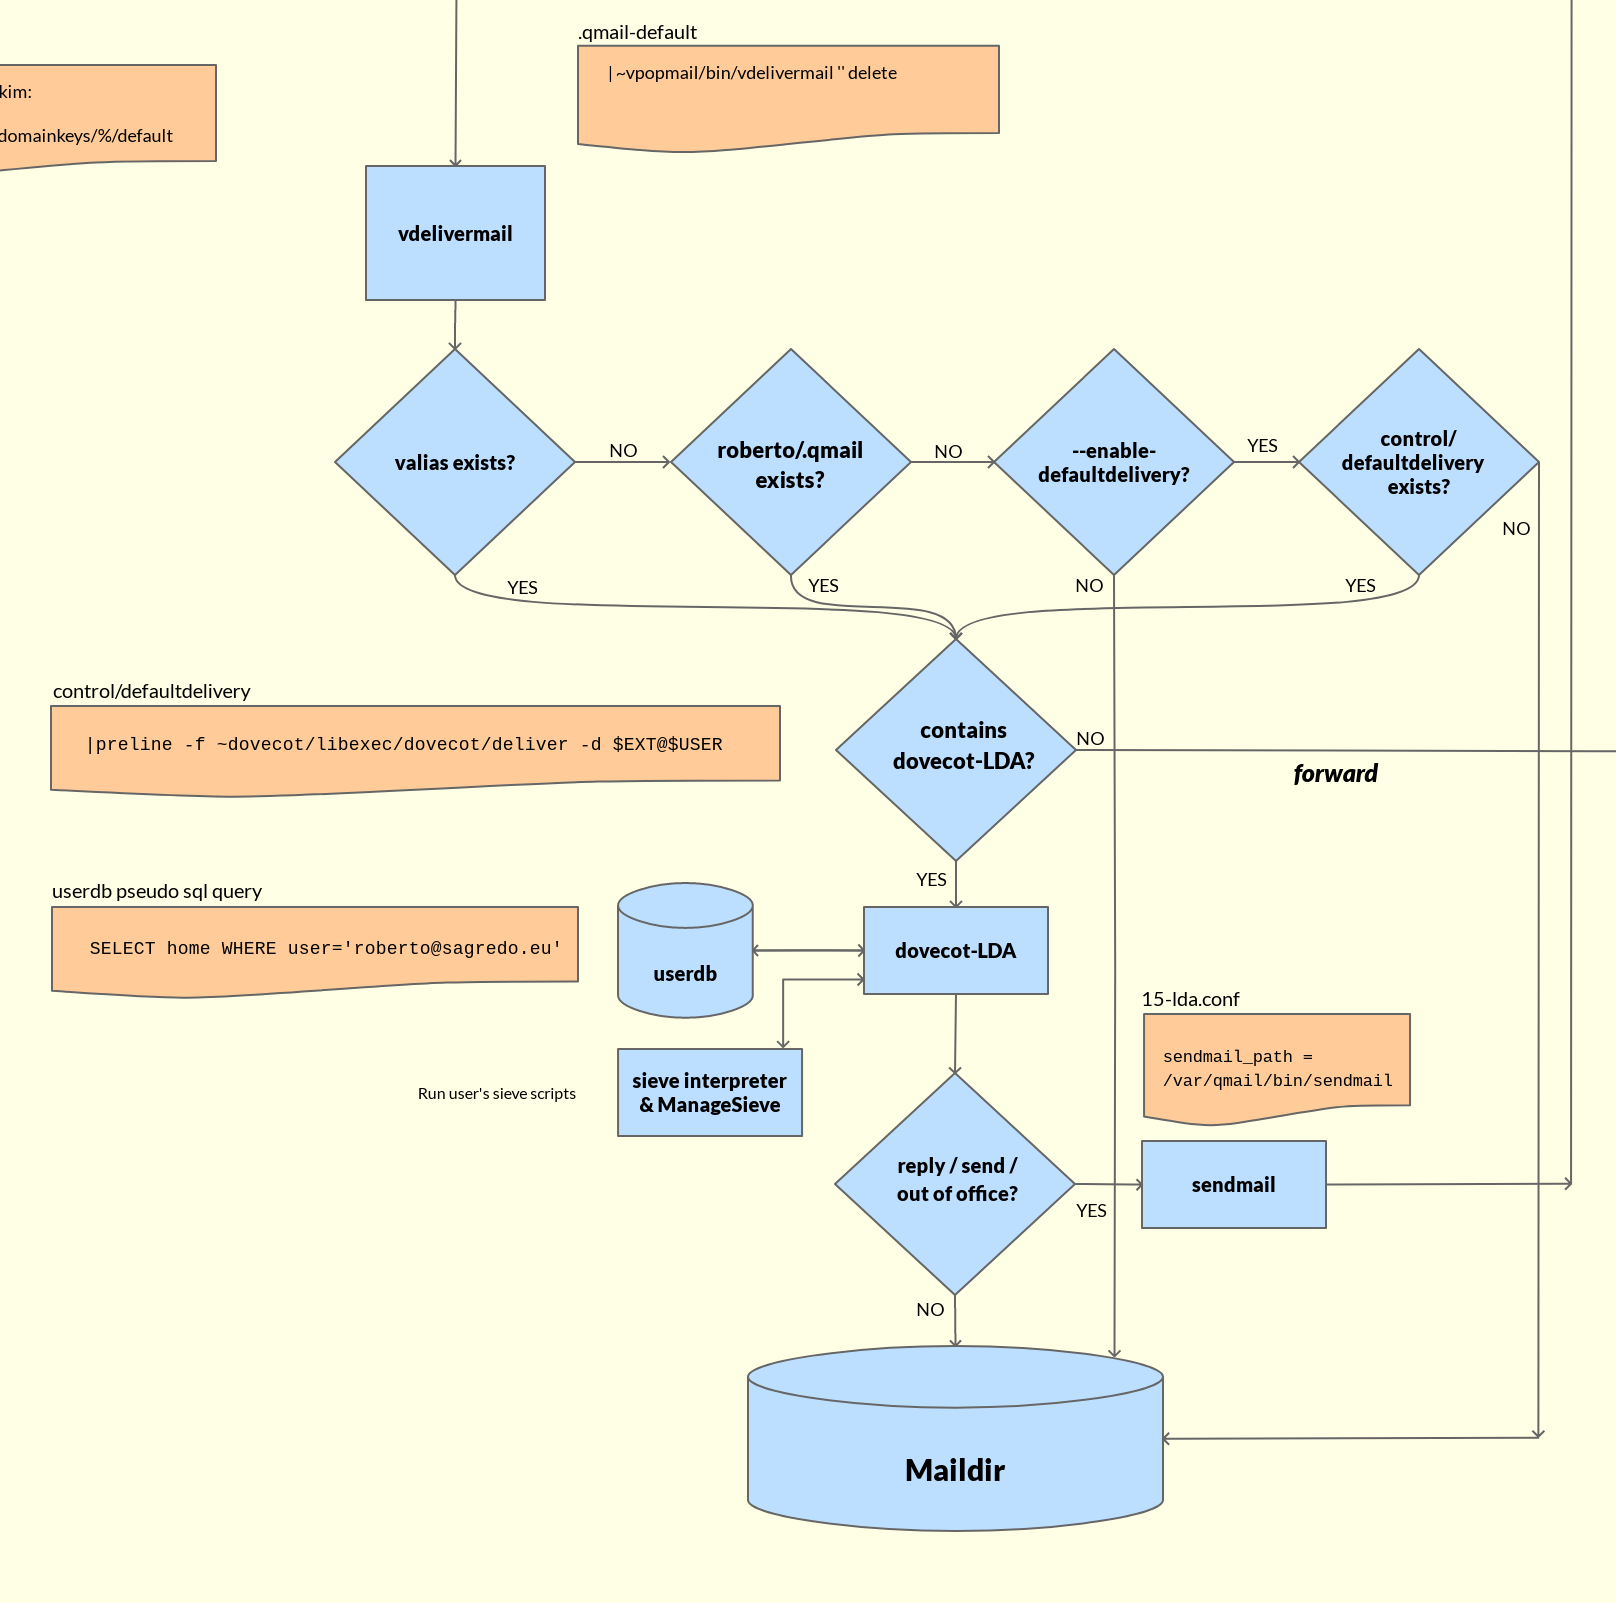 .qmail-default
|~vpopmail/bin/vdelivermail '' delete
kim:
domainkeys/%/default
vdelivermail
valias exists?
NO
roberto/.qmail
exists?
NO
--enable-
defaultdelivery?
YES
control/
defaultdelivery
exists?
NO
YES
YES
NO
YES
control/defaultdelivery
|preline -f ~dovecot/libexec/dovecot/deliver -d $EXT@$USER
contains
dovecot-LDA?
NO
forward
YES
userdb pseudo sql query
SELECT home WHERE user='roberto@sagredo.eu'
userdb
dovecot-LDA
15-lda.conf
sendmail_path =
/var/qmail/bin/sendmail
Run user's sieve scripts
sieve interpreter
& ManageSieve
reply / send /
out of office?
YES
sendmail
NO
Maildir